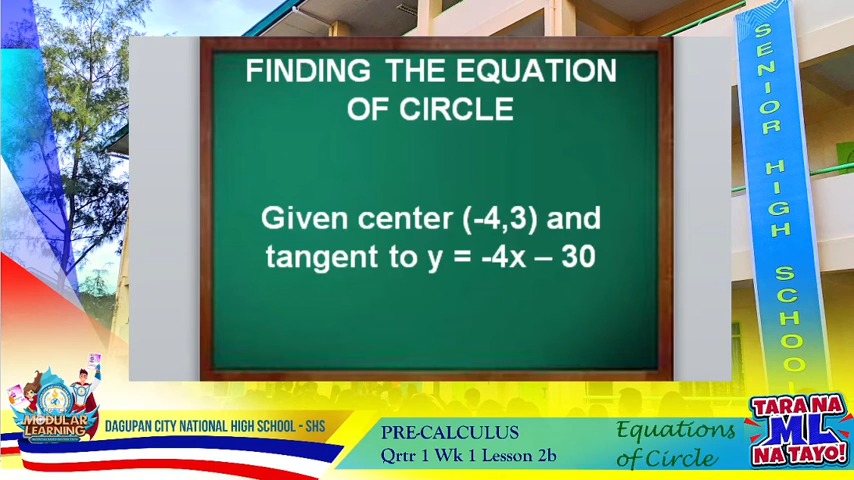 FINDING THE EQUATION
OF CIRCLE
Given center (-4,3) and
tangent to y = -4x – 30
SENIOR HIGH SCHOOL
MODULAR
LEARNING
DAGUPAN CITY NATIONAL HIGH SCHOOL - SHS
PRE-CALCULUS
Qrtr 1 Wk 1 Lesson 2b
Equations
of Circle
TARA NA
ML
NA TAYO!